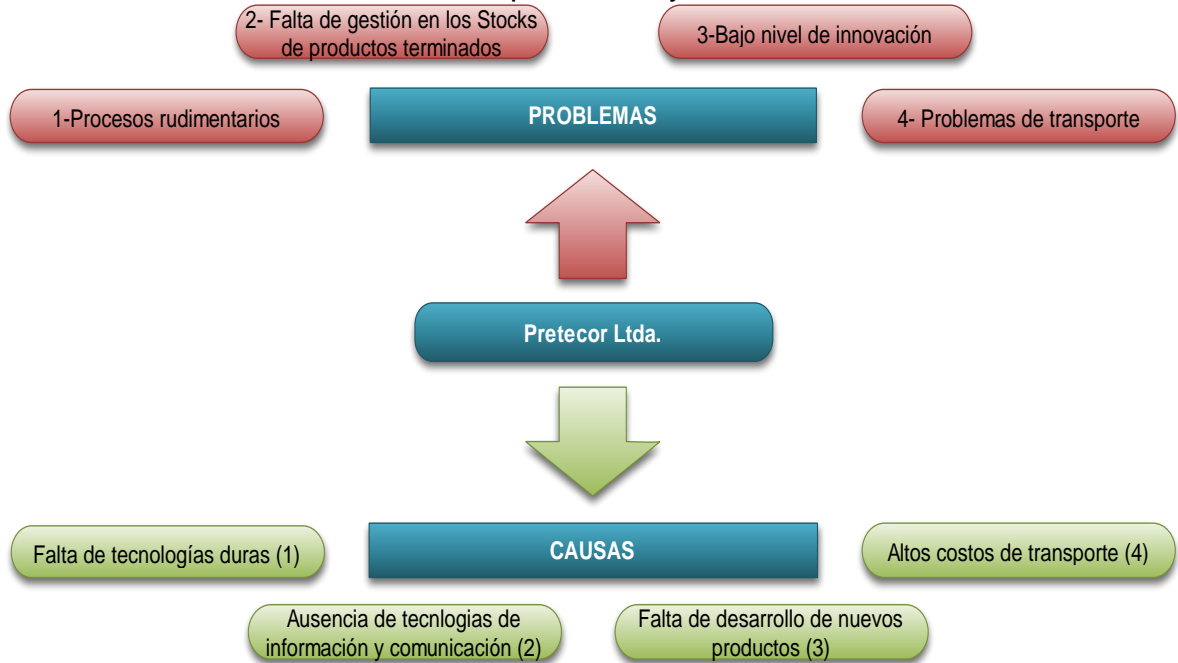 2- Falta de gestión en los Stocks
de productos terminados
3-Bajo nivel de innovación
1-Procesos rudimentarios
PROBLEMAS
4- Problemas de transporte
Pretecor Ltda.
Falta de tecnologías duras (1)
CAUSAS
Altos costos de transporte (4)
Ausencia de tecnlogias de
información y comunicación (2)
Falta de desarrollo de nuevos
productos (3)